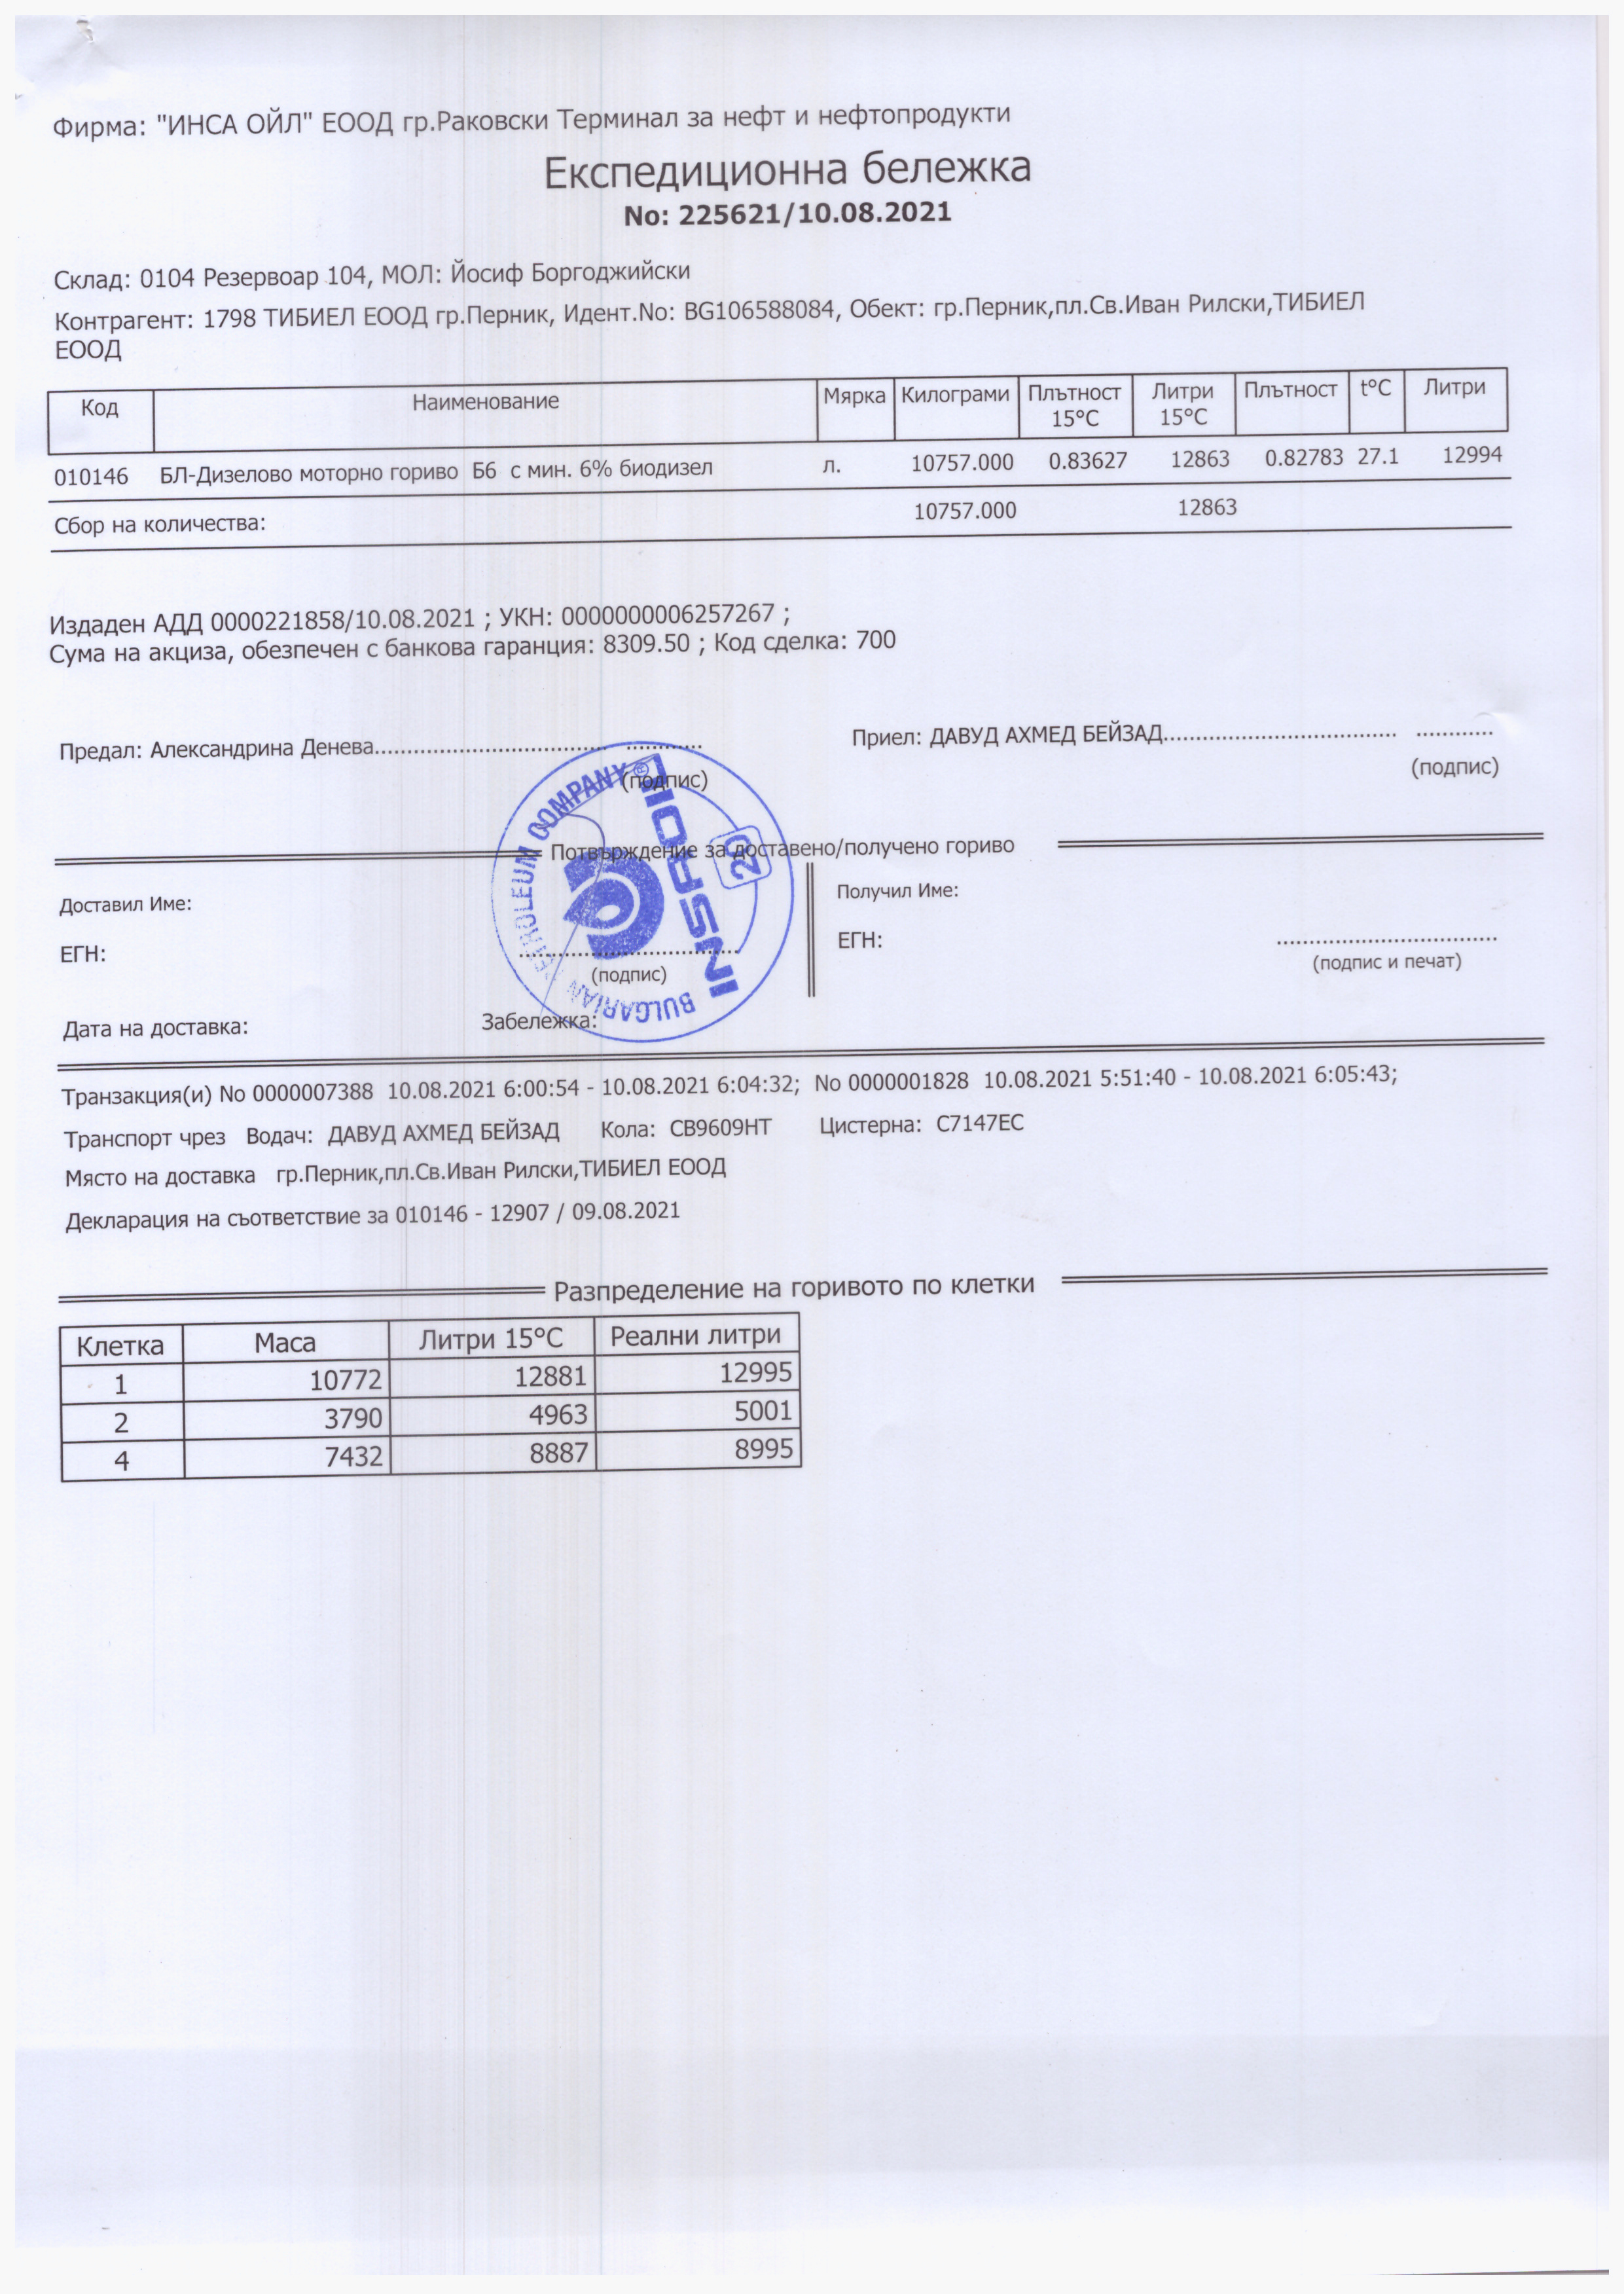 Фирма: "ИНСА ОЙЛ" ЕООД гр.Раковски Терминал за нефт и нефтопродукти
Експедиционна бележка
No: 225621/10.08.2021
Склад: 0104 Резервоар 104, МОЛ: Йосиф Боргоджийски
Контрагент: 1798 ТИБИЕЛ ЕООД гр.Перник, Идент.No: BG106588084, Обект: гр.Перник,пл.Св.Иван Рилски,ТИБИЕЛ
ЕООД
Код Наименование Мярка Килограми Плътност 15°C Литри 15°C Плътност t°C Литри
010146 БЛ-Дизелово моторно гориво Б6 с мин. 6% биодизел л. 10757.000 0.83627 12863 0.82783 27.1 12994
Сбор на количества: 10757.000 12863
Издаден АДД 0000221858/10.08.2021 ; УКН: 0000000006257267 ;
Сума на акциза, обезпечен с банкова гаранция: 8309.50 ; Код сделка: 700
Предал: Александрина Денева.................................... ............ Приел: ДАВУД АХМЕД БЕЙЗАД.................................... ............
(подпис) (подпис)
BULGARIAN PETROLEUM COMPANY
INSAOIL ®
20
Потвърждение за доставено/получено гориво
Доставил Име: Получил Име:
ЕГН: .................................. ЕГН: ..................................
(подпис) (подпис и печат)
Дата на доставка: Забележка:
Транзакция(и) No 0000007388 10.08.2021 6:00:54 - 10.08.2021 6:04:32; No 0000001828 10.08.2021 5:51:40 - 10.08.2021 6:05:43;
Транспорт чрез Водач: ДАВУД АХМЕД БЕЙЗАД Кола: СВ9609НТ Цистерна: С7147ЕС
Място на доставка гр.Перник,пл.Св.Иван Рилски,ТИБИЕЛ ЕООД
Декларация на съответствие за 010146 - 12907 / 09.08.2021
Разпределение на горивото по клетки
Клетка Маса Литри 15°C Реални литри
1 10772 12881 12995
2 3790 4963 5001
4 7432 8887 8995